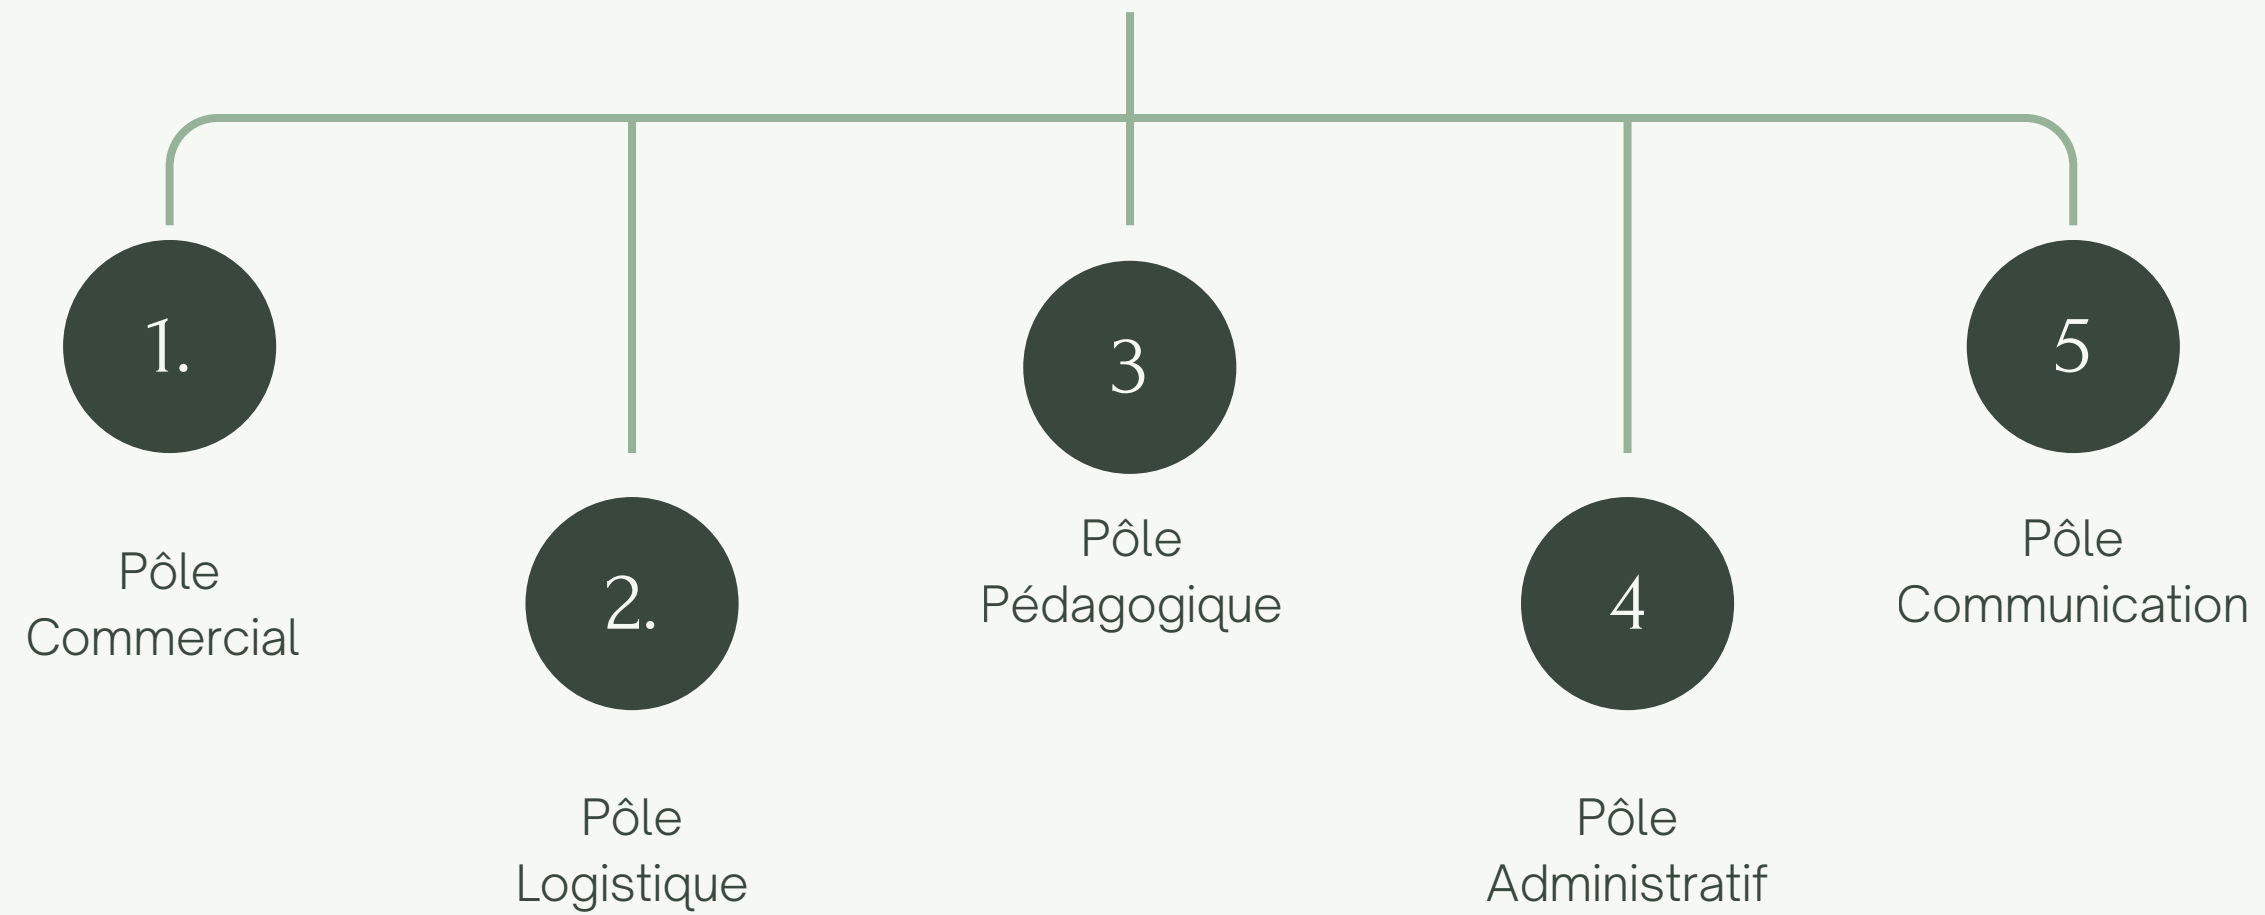 1.
Pôle
Commercial
2.
Pôle
Logistique
3
Pôle
Pédagogique
4
Pôle
Administratif
5
Pôle
Communication